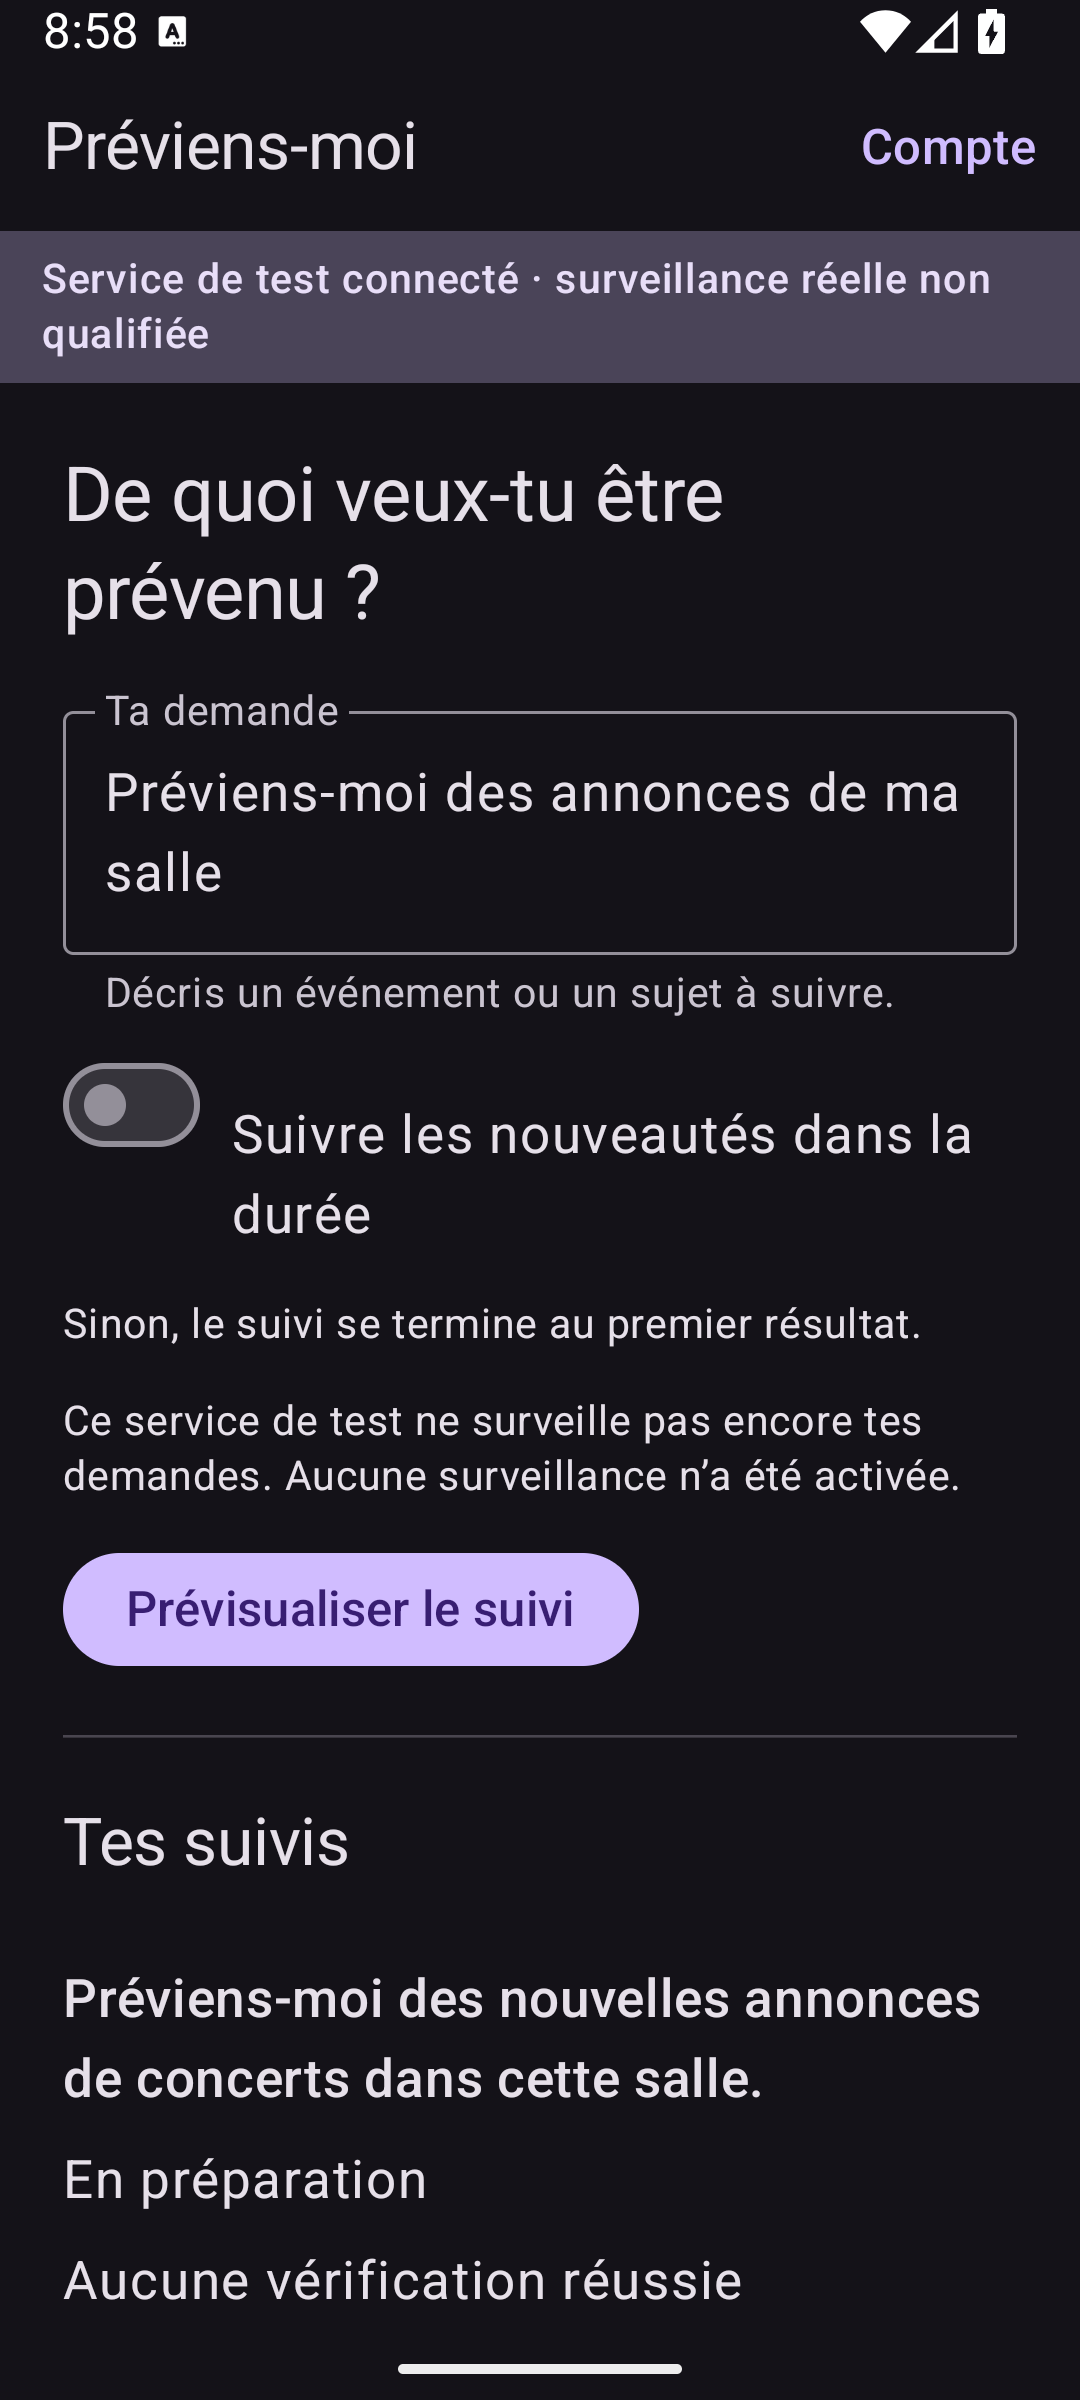 8:58
Préviens-moi
Compte
Service de test connecté · surveillance réelle non
qualifiée
De quoi veux-tu être
prévenu ?
Ta demande
Préviens-moi des annonces de ma
salle
Décris un événement ou un sujet à suivre.
Suivre les nouveautés dans la
durée
Sinon, le suivi se termine au premier résultat.
Ce service de test ne surveille pas encore tes
demandes. Aucune surveillance n’a été activée.
Prévisualiser le suivi
Tes suivis
Préviens-moi des nouvelles annonces
de concerts dans cette salle.
En préparation
Aucune vérification réussie